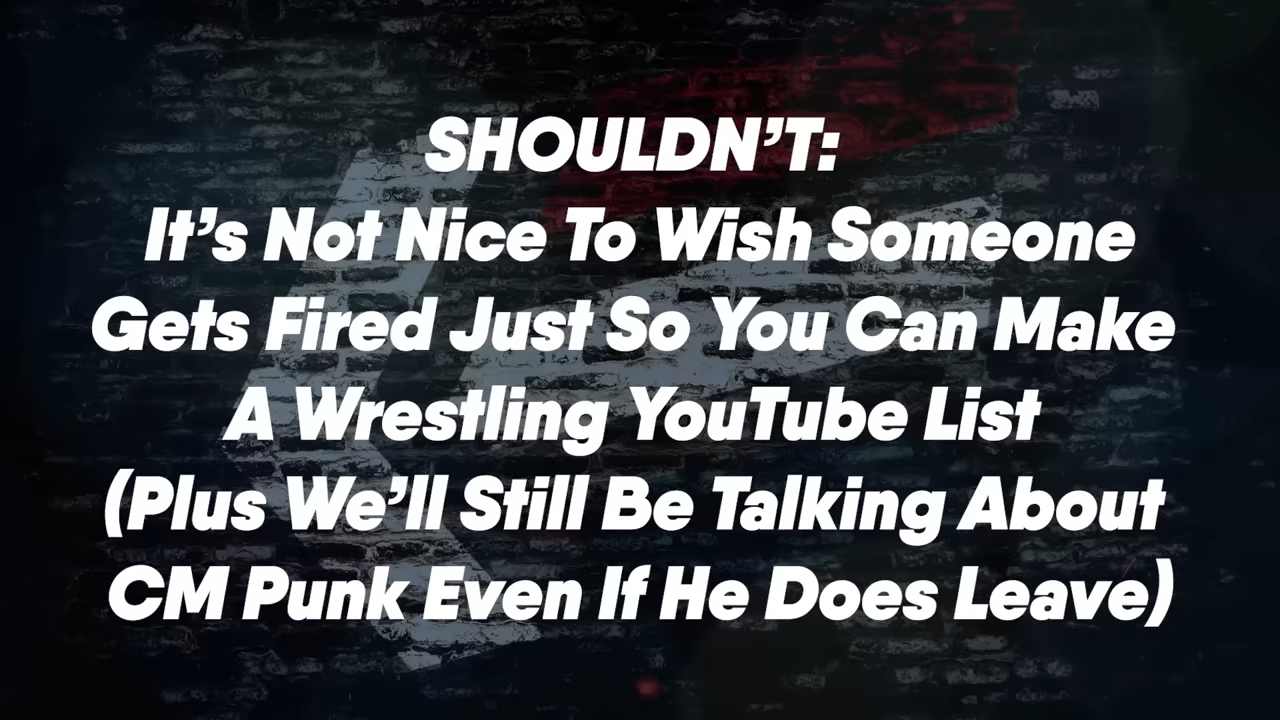 SHOULDN’T:
It’s Not Nice To Wish Someone
Gets Fired Just So You Can Make
A Wrestling YouTube List
(Plus We’ll Still Be Talking About
CM Punk Even If He Does Leave)